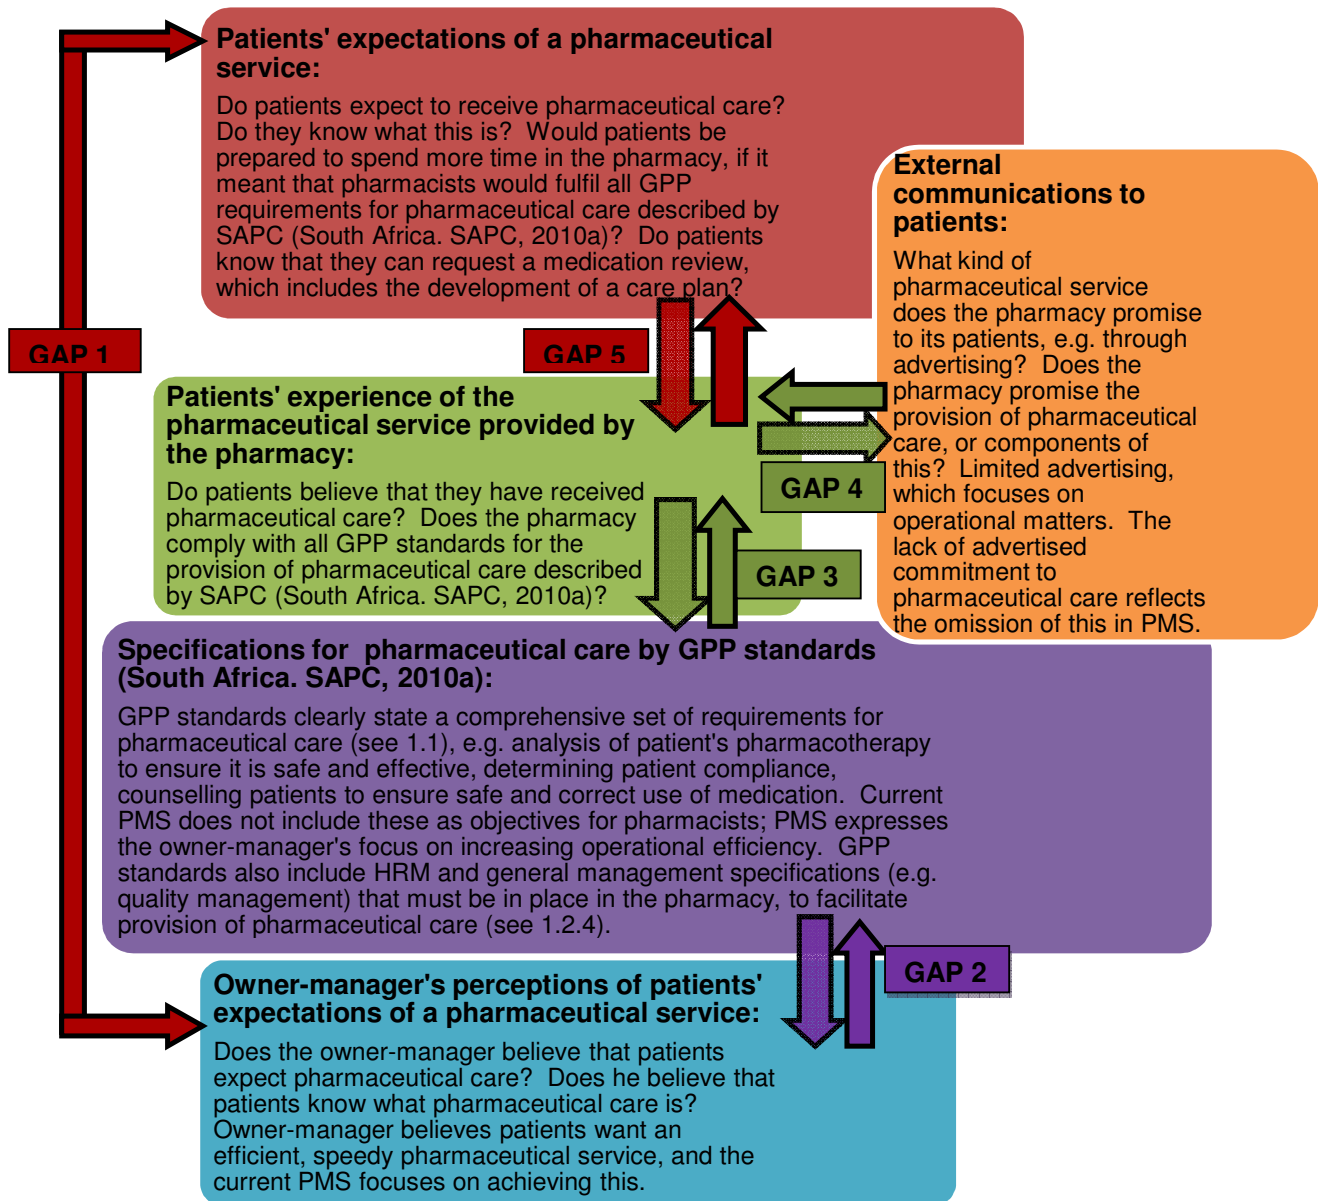 Patients' expectations of a pharmaceutical
service:
Do patients expect to receive pharmaceutical care?
Do they know what this is?  Would patients be
prepared to spend more time in the pharmacy, if it
meant that pharmacists would fulfil all GPP
requirements for pharmaceutical care described by
SAPC (South Africa. SAPC, 2010a)?  Do patients
know that they can request a medication review,
which includes the development of a care plan?
External
communications to
patients:
What kind of
pharmaceutical service
does the pharmacy promise
to its patients, e.g. through
advertising?  Does the
pharmacy promise the
provision of pharmaceutical
care, or components of
this?  Limited advertising,
which focuses on
operational matters.  The
lack of advertised
commitment to
pharmaceutical care reflects
the omission of this in PMS.
GAP 1
GAP 5
Patients' experience of the
pharmaceutical service provided by
the pharmacy:
Do patients believe that they have received
pharmaceutical care?  Does the pharmacy
comply with all GPP standards for the
provision of pharmaceutical care described
by SAPC (South Africa. SAPC, 2010a)?
GAP 4
GAP 3
Specifications for  pharmaceutical care by GPP standards
(South Africa. SAPC, 2010a):
GPP standards clearly state a comprehensive set of requirements for
pharmaceutical care (see 1.1), e.g. analysis of patient's pharmacotherapy
to ensure it is safe and effective, determining patient compliance,
counselling patients to ensure safe and correct use of medication.  Current
PMS does not include these as objectives for pharmacists; PMS expresses
the owner-manager's focus on increasing operational efficiency.  GPP
standards also include HRM and general management specifications (e.g.
quality management) that must be in place in the pharmacy, to facilitate
provision of pharmaceutical care (see 1.2.4).
GAP 2
Owner-manager's perceptions of patients'
expectations of a pharmaceutical service:
Does the owner-manager believe that patients
expect pharmaceutical care?  Does he believe that
patients know what pharmaceutical care is?
Owner-manager believes patients want an
efficient, speedy pharmaceutical service, and the
current PMS focuses on achieving this.